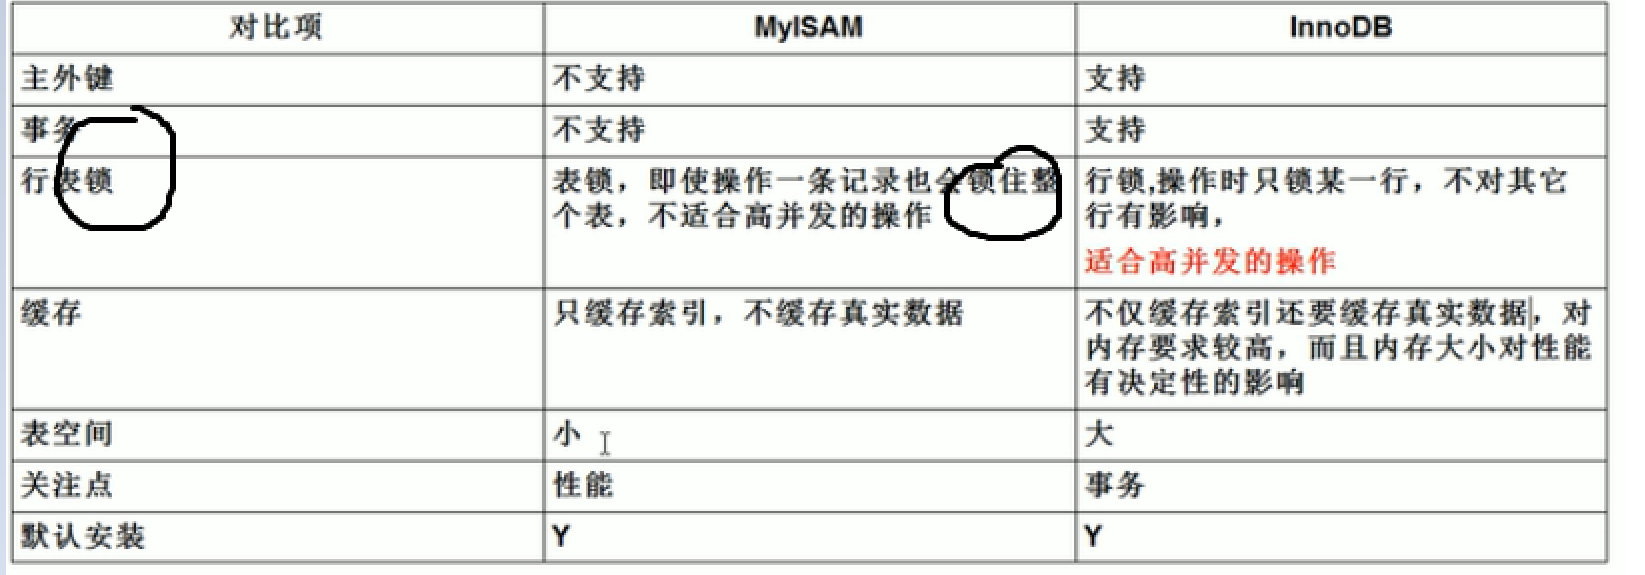 对比项 MyISAM InnoDB
主外键 不支持 支持
事务 不支持 支持
行表锁 表锁，即使操作一条记录也会锁住整 行锁,操作时只锁某一行，不对其它
个表，不适合高并发的操作 行有影响，
适合高并发的操作
缓存 只缓存索引，不缓存真实数据 不仅缓存索引还要缓存真实数据，对
内存要求较高，而且内存大小对性能
有决定性的影响
表空间 小 大
关注点 性能 事务
默认安装 Y Y